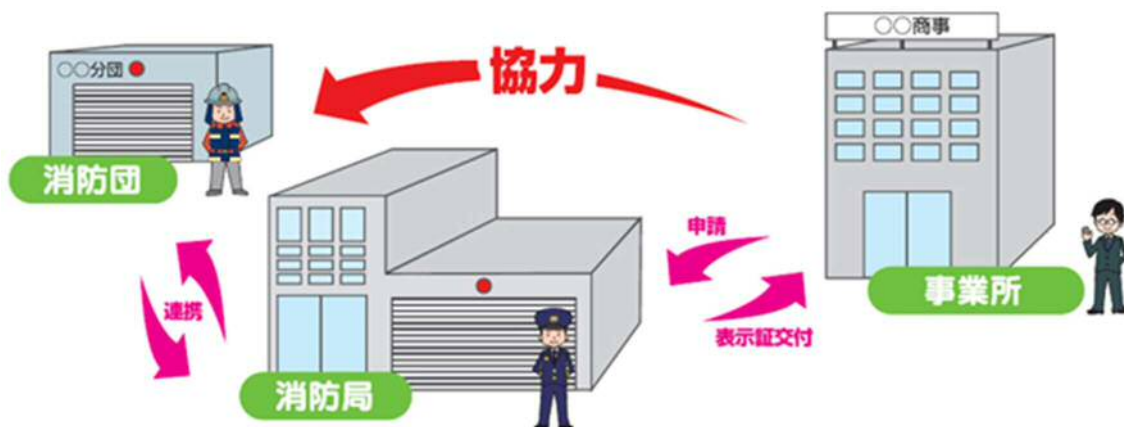 ○○商事
協力
○○分団
消防団
申請
連携
事業所
表示証交付
消防局